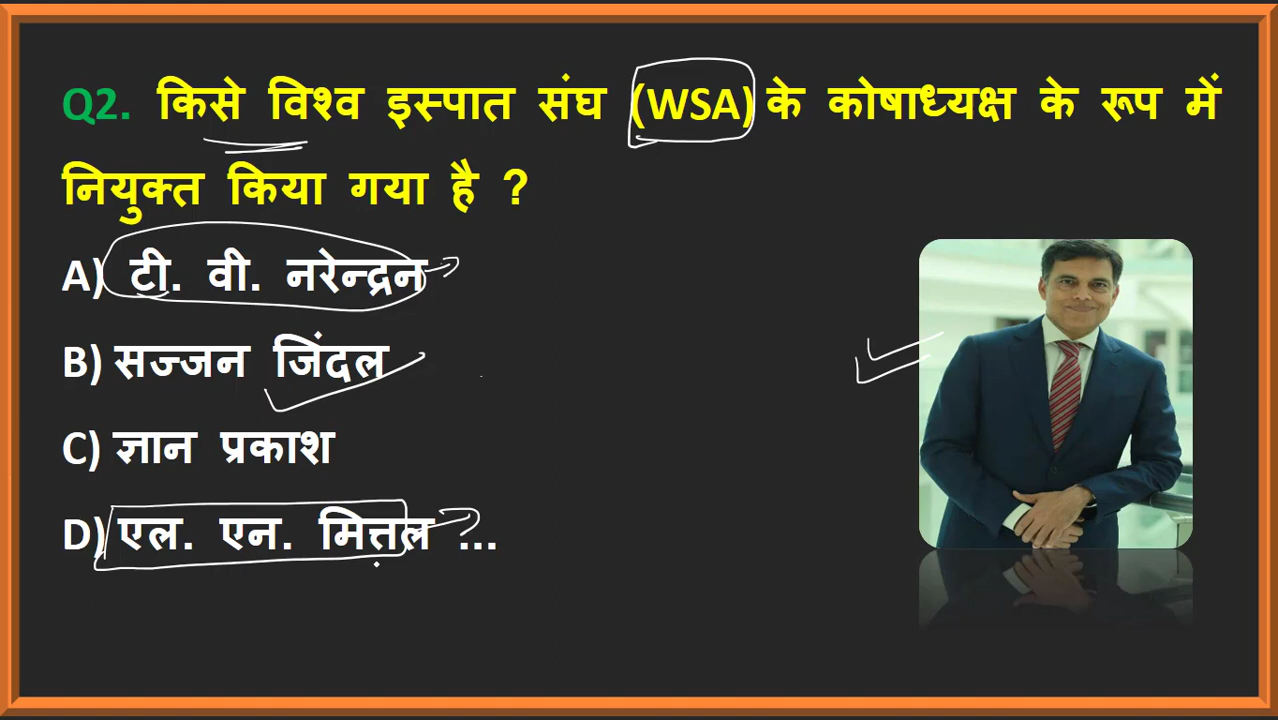 Q2. किसे विश्व इस्पात संघ (WSA) के कोषाध्यक्ष के रूप में
नियुक्त किया गया है ?
A) टी. वी. नरेन्द्रन
B) सज्जन जिंदल
C) ज्ञान प्रकाश
D) एल. एन. मित्तल ...